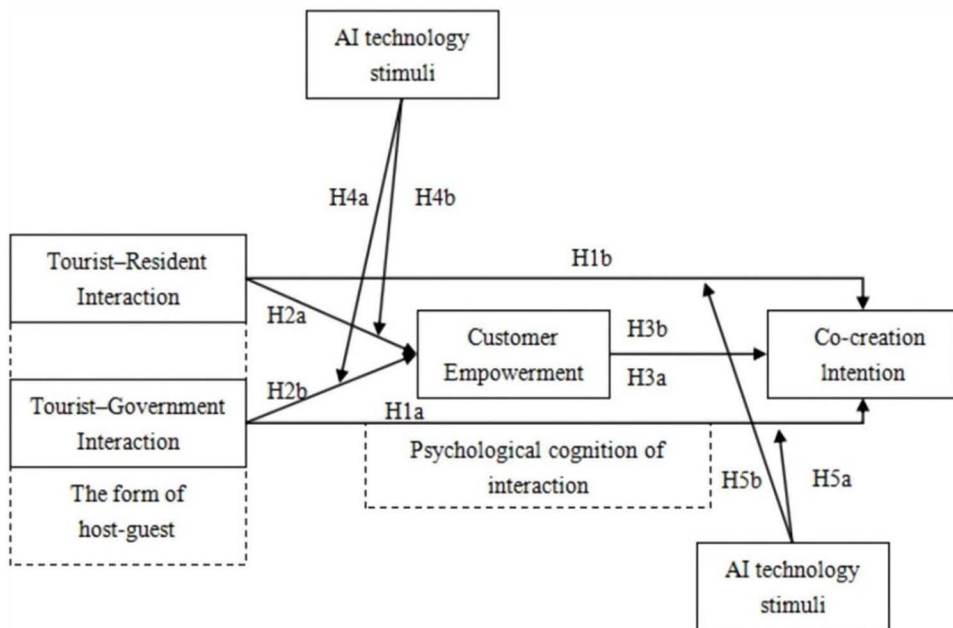 AI technology
stimuli
H4a
H4b
Tourist–Resident
Interaction
H1b
H2a
Customer
Empowerment
H3b
H3a
Co-creation
Intention
H2b
Tourist–Government
Interaction
H1a
Psychological cognition of
interaction
H5b
H5a
The form of
host-guest
AI technology
stimuli